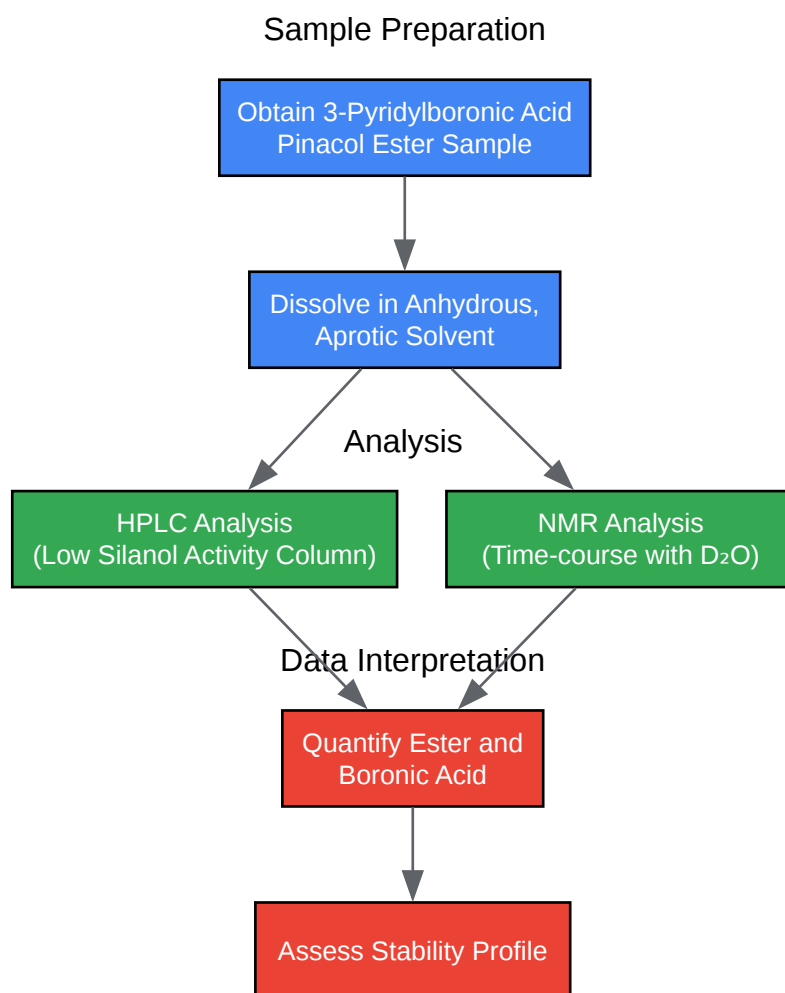 Sample Preparation
Obtain 3-Pyridylboronic Acid
Pinacol Ester Sample
Dissolve in Anhydrous,
Aprotic Solvent
Analysis
HPLC Analysis
(Low Silanol Activity Column)
NMR Analysis
(Time-course with D₂O)
Data Interpretation
Quantify Ester and
Boronic Acid
Assess Stability Profile